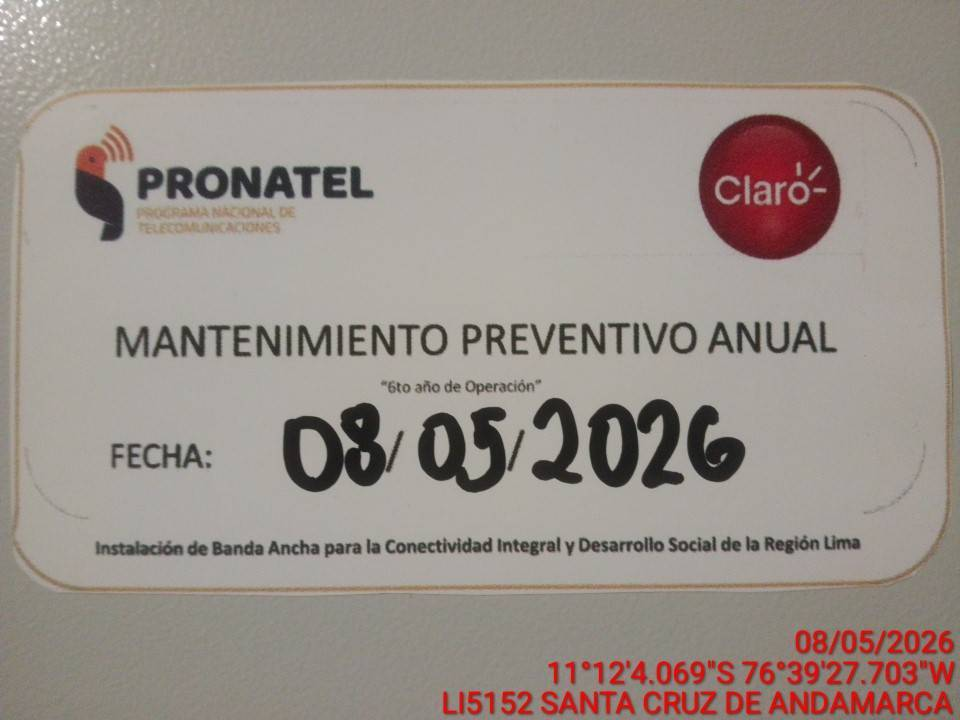 PRONATEL
PROGRAMA NACIONAL DE
TELECOMUNICACIONES
Claro
MANTENIMIENTO PREVENTIVO ANUAL
“6to año de Operación”
FECHA: 08/05/2026
Instalación de Banda Ancha para la Conectividad Integral y Desarrollo Social de la Región Lima
08/05/2026
11°12'4.069"S 76°39'27.703"W
LI5152 SANTA CRUZ DE ANDAMARCA